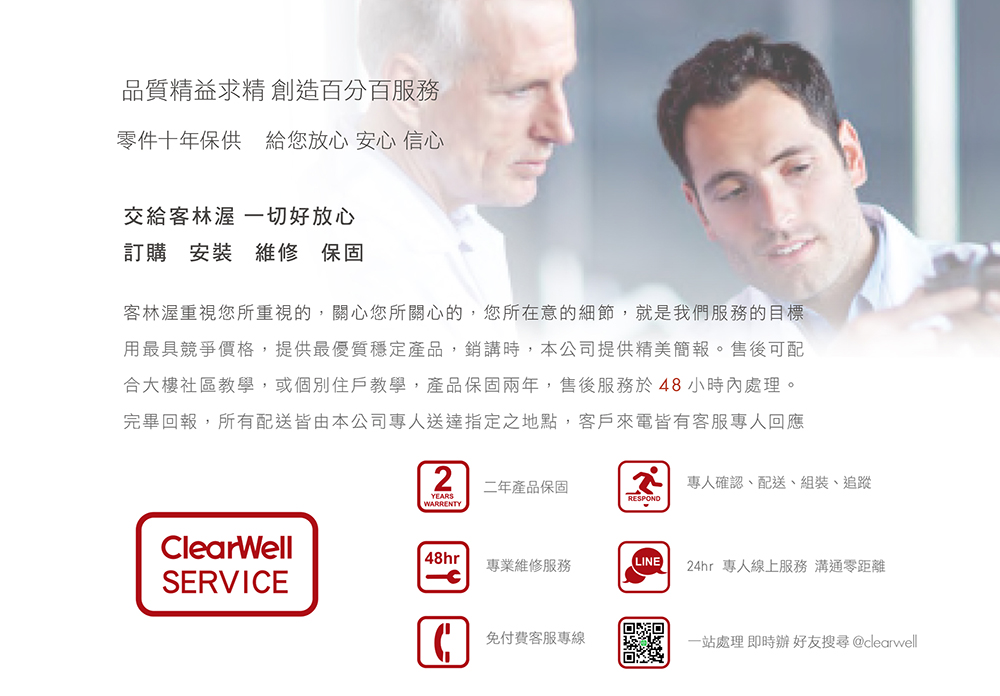 品質精益求精 創造百分百服務
零件十年保供 給您放心 安心 信心
交給客林渥 一切好放心
訂購 安裝 維修 保固
客林渥重視您所重視的，關心您所關心的，您所在意的細節，就是我們服務的目標
用最具競爭價格，提供最優質穩定產品，銷講時，本公司提供精美簡報。售後可配
合大樓社區教學，或個別住戶教學，產品保固兩年，售後服務於 48 小時內處理。
完畢回報，所有配送皆由本公司專人送達指定之地點，客戶來電皆有客服專人回應
2
YEARS
WARRENTY
二年產品保固
RESPOND
專人確認、配送、組裝、追蹤
ClearWell
SERVICE
48hr
專業維修服務
LINE
24hr 專人線上服務 溝通零距離
免付費客服專線
一站處理 即時辦 好友搜尋 @clearwell